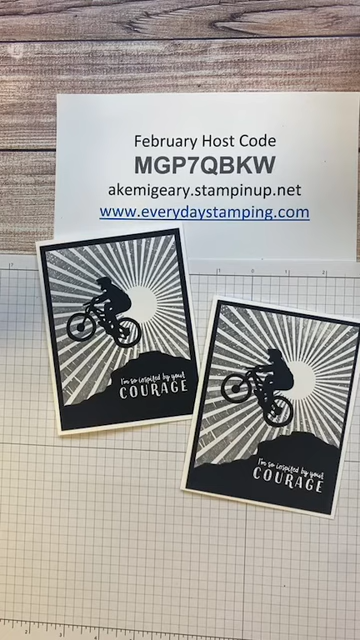 February Host Code
MGP7QBKW
akemigeary.stampinup.net
www.everydaystamping.com
I'm so inspired by your
COURAGE
I'm so inspired by your
COURAGE